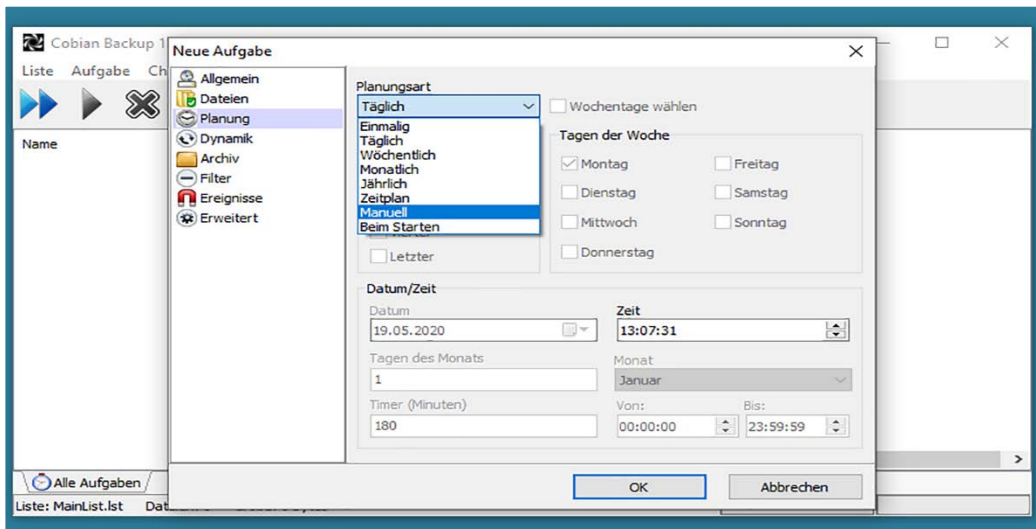 Cobian Backup 1
Liste Aufgabe Ch
Name
Alle Aufgaben
Liste: MainList.lst
Neue Aufgabe
Allgemein
Dateien
Planung
Dynamik
Archiv
Filter
Ereignisse
Erweitert
Planungsart
Täglich
Einmalig
Täglich
Wöchentlich
Monatlich
Jährlich
Zeitplan
Manuell
Beim Starten
Letzter
Wochentage wählen
Tagen der Woche
Montag Freitag
Dienstag Samstag
Mittwoch Sonntag
Donnerstag
Datum/Zeit
Datum Zeit
19.05.2020 13:07:31
Tagen des Monats Monat
1 Januar
Timer (Minuten) Von: Bis:
180 00:00:00 23:59:59
OK Abbrechen